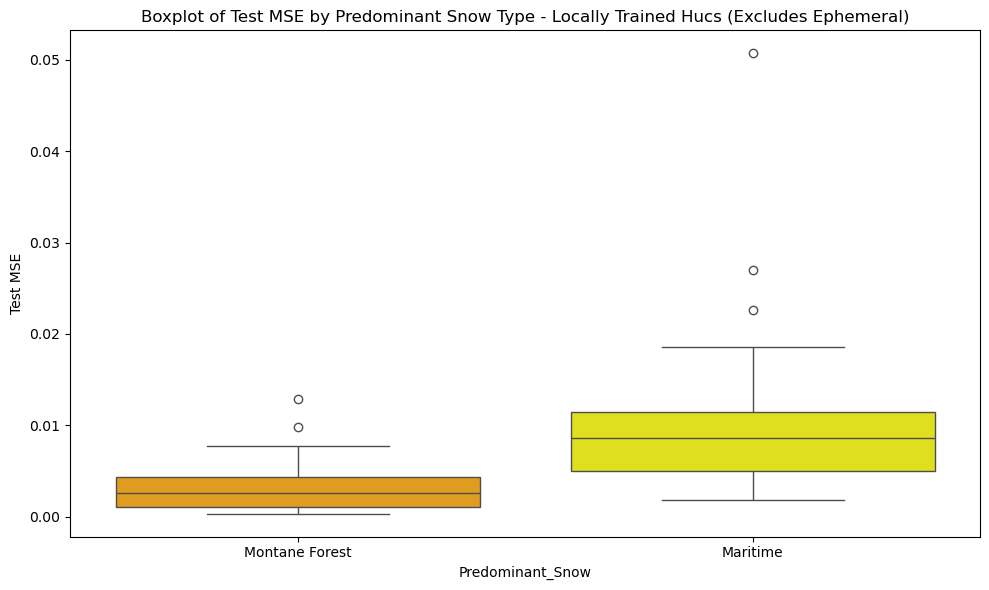 Boxplot of Test MSE by Predominant Snow Type - Locally Trained Hucs (Excludes Ephemeral)
0.05
0.04
0.03
0.02
0.01
0.00
Test MSE
Montane Forest
Maritime
Predominant_Snow